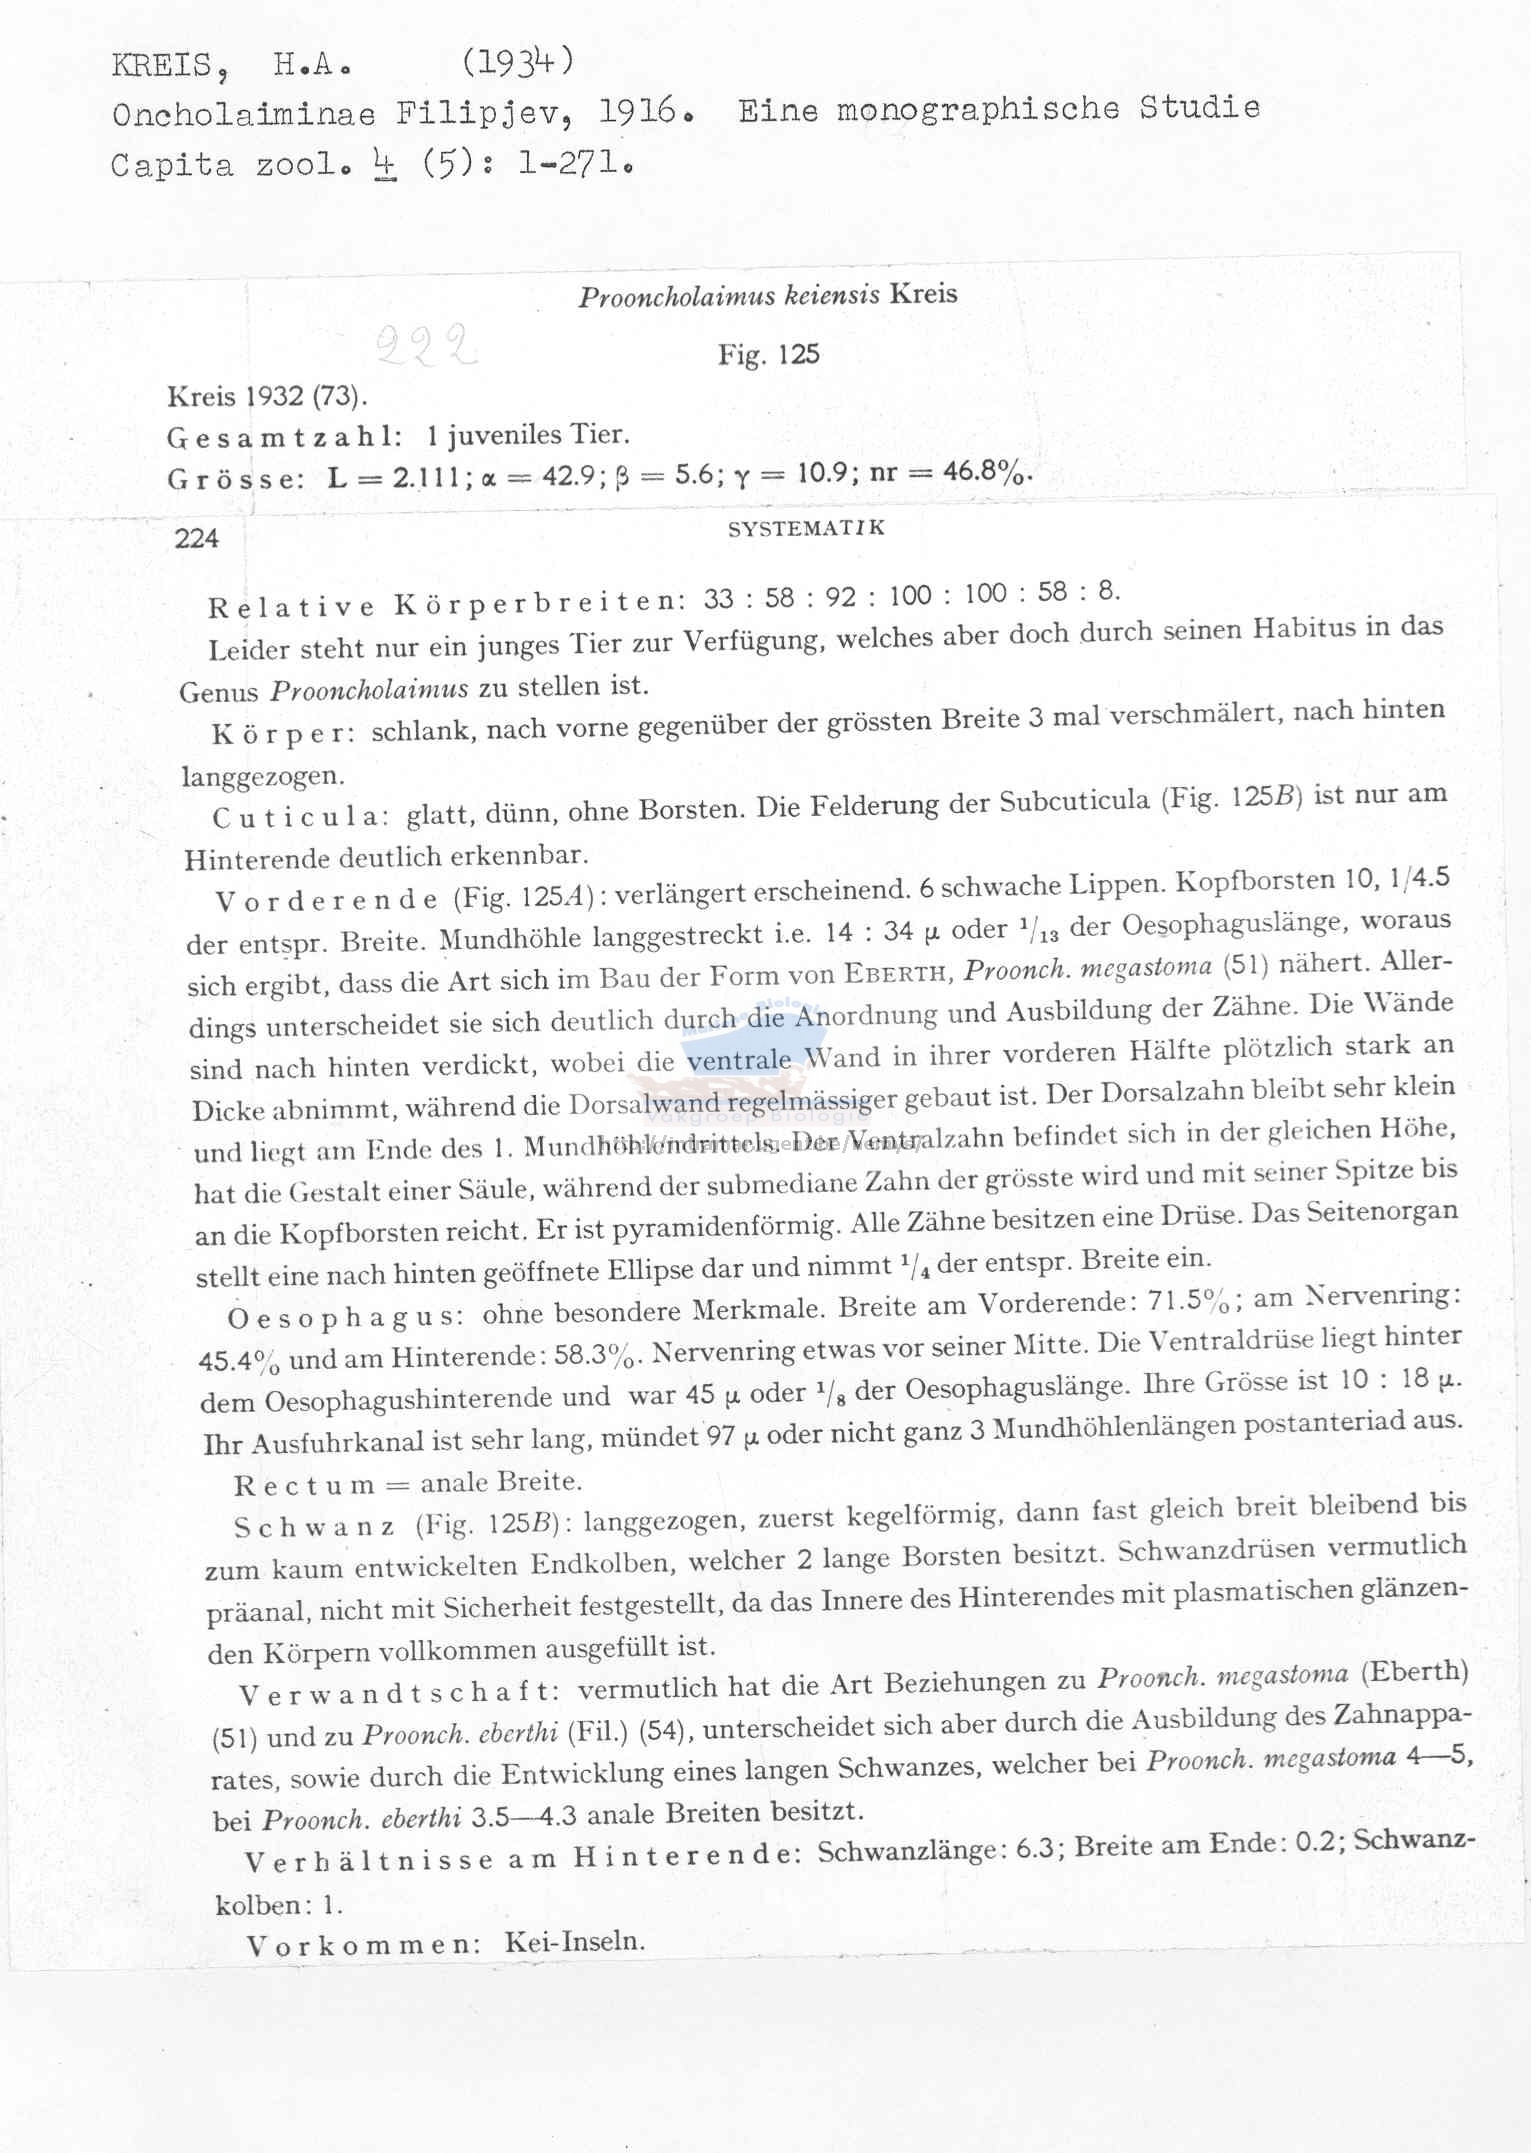 KREIS, H.A. (1934)
Oncholaiminae Filipjev, 1916. Eine monographische Studie
Capita zool. 4 (5): 1-271.
Prooncholaimus keiensis Kreis
222
Fig. 125
Kreis 1932 (73).
Gesamtzahl: 1 juveniles Tier.
Grösse: L = 2.111; α = 42.9; β = 5.6; γ = 10.9; nr = 46.8%.
224 SYSTEMATIK
Relative Körperbreiten: 33 : 58 : 92 : 100 : 100 : 58 : 8.
Leider steht nur ein junges Tier zur Verfügung, welches aber doch durch seinen Habitus in das
Genus Prooncholaimus zu stellen ist.
Körper: schlank, nach vorne gegenüber der grössten Breite 3 mal verschmälert, nach hinten
langgezogen.
Cuticula: glatt, dünn, ohne Borsten. Die Felderung der Subcuticula (Fig. 125B) ist nur am
Hinterende deutlich erkennbar.
Vorderende (Fig. 125A): verlängert erscheinend. 6 schwache Lippen. Kopfborsten 10, 1/4.5
der entspr. Breite. Mundhöhle langgestreckt i.e. 14 : 34 μ oder 1/13 der Oesophaguslänge, woraus
sich ergibt, dass die Art sich im Bau der Form von EBERTH, Proonch. megastoma (51) nähert. Aller-
dings unterscheidet sie sich deutlich durch die Anordnung und Ausbildung der Zähne. Die Wände
sind nach hinten verdickt, wobei die ventrale Wand in ihrer vorderen Hälfte plötzlich stark an
Dicke abnimmt, während die Dorsalwand regelmässiger gebaut ist. Der Dorsalzahn bleibt sehr klein
Vakgroep Biologie
und liegt am Ende des 1. Mundhöhlendrittels. Der Ventralzahn befindet sich in der gleichen Höhe,
hat die Gestalt einer Säule, während der submediane Zahn der grösste wird und mit seiner Spitze bis
an die Kopfborsten reicht. Er ist pyramidenförmig. Alle Zähne besitzen eine Drüse. Das Seitenorgan
stellt eine nach hinten geöffnete Ellipse dar und nimmt 1/4 der entspr. Breite ein.
Oesophagus: ohne besondere Merkmale. Breite am Vorderende: 71.5%; am Nervenring:
45.4% und am Hinterende: 58.3%. Nervenring etwas vor seiner Mitte. Die Ventraldrüse liegt hinter
dem Oesophagushinterende und war 45 μ oder 1/8 der Oesophaguslänge. Ihre Grösse ist 10 : 18 μ.
Ihr Ausfuhrkanal ist sehr lang, mündet 97 μ oder nicht ganz 3 Mundhöhlenlängen postanteriad aus.
Rectum = anale Breite.
Schwanz (Fig. 125B): langgezogen, zuerst kegelförmig, dann fast gleich breit bleibend bis
zum kaum entwickelten Endkolben, welcher 2 lange Borsten besitzt. Schwanzdrüsen vermutlich
präanal, nicht mit Sicherheit festgestellt, da das Innere des Hinterendes mit plasmatischen glänzen-
den Körpern vollkommen ausgefüllt ist.
Verwandtschaft: vermutlich hat die Art Beziehungen zu Proonch. megastoma (Eberth)
(51) und zu Proonch. eberthi (Fil.) (54), unterscheidet sich aber durch die Ausbildung des Zahnappa-
rates, sowie durch die Entwicklung eines langen Schwanzes, welcher bei Proonch. megastoma 4—5,
bei Proonch. eberthi 3.5—4.3 anale Breiten besitzt.
Verhältnisse am Hinterende: Schwanzlänge: 6.3; Breite am Ende: 0.2; Schwanz-
kolben: 1.
Vorkommen: Kei-Inseln.